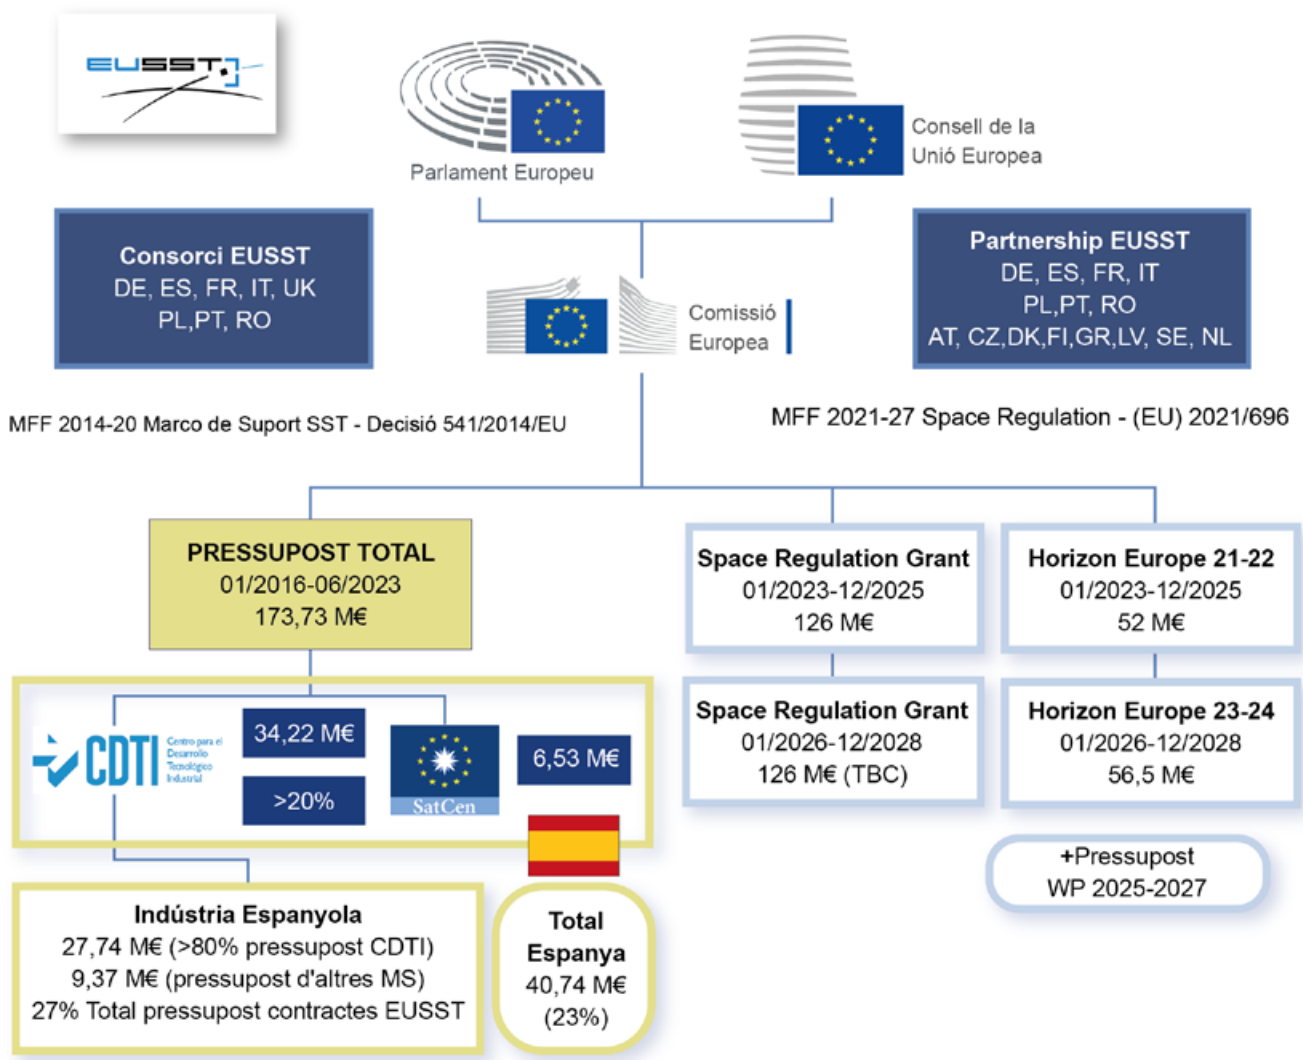 EUSST
Parlament Europeu
Consell de la
Unió Europea
Consorci EUSST
DE, ES, FR, IT, UK
PL,PT, RO
Comissió
Europea
Partnership EUSST
DE, ES, FR, IT
PL,PT, RO
AT, CZ,DK,FI,GR,LV, SE, NL
MFF 2014-20 Marco de Suport SST - Decisió 541/2014/EU
MFF 2021-27 Space Regulation - (EU) 2021/696
PRESSUPOST TOTAL
01/2016-06/2023
173,73 M€
Space Regulation Grant
01/2023-12/2025
126 M€
Horizon Europe 21-22
01/2023-12/2025
52 M€
CDTI
Centro para el
Desarrollo
Tecnológico
Industrial
34,22 M€
>20%
SatCen
6,53 M€
Space Regulation Grant
01/2026-12/2028
126 M€ (TBC)
Horizon Europe 23-24
01/2026-12/2028
56,5 M€
+Pressupost
WP 2025-2027
Indústria Espanyola
27,74 M€ (>80% pressupost CDTI)
9,37 M€ (pressupost d'altres MS)
27% Total pressupost contractes EUSST
Total
Espanya
40,74 M€
(23%)